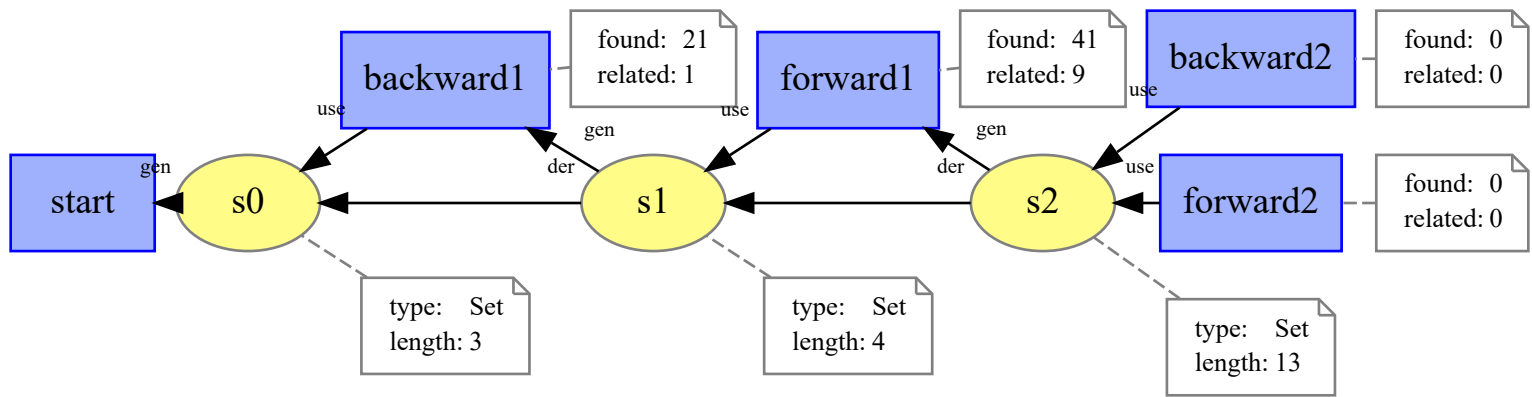 found: 21
related: 1
found: 41
related: 9
found: 0
related: 0
backward1
forward1
backward2
use
use
use
gen
gen
gen
der
der
use
start
s0
s1
s2
forward2
found: 0
related: 0
type: Set
length: 3
type: Set
length: 4
type: Set
length: 13